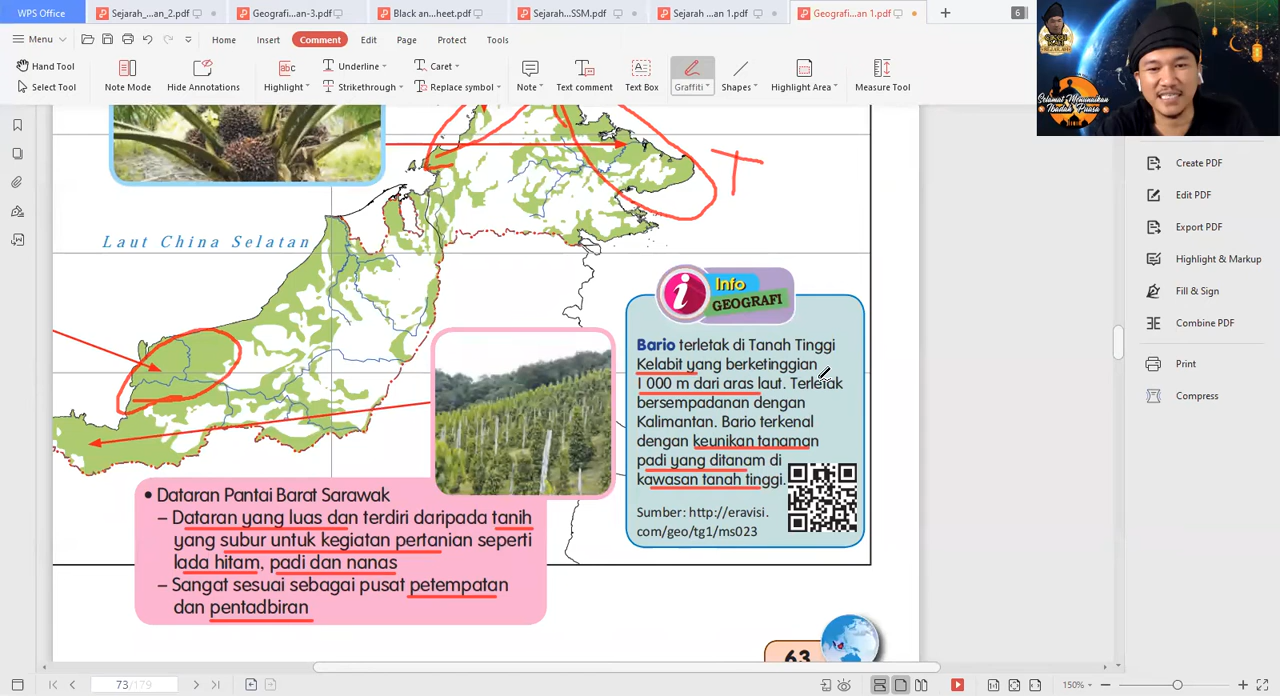 WPS Office
Sejarah_...an_2.pdf
Geografi...an-3.pdf
Black an...heet.pdf
Sejarah...SSM.pdf
Sejarah ...an 1.pdf
Geografi...an 1.pdf
6
Menu
Home
Insert
Comment
Edit
Page
Protect
Tools
Hand Tool
Select Tool
Note Mode
Hide Annotations
Highlight
Underline
Strikethrough
Caret
Replace symbol
Note
Text comment
Text Box
Graffiti
Shapes
Highlight Area
Measure Tool
Selamat Menunaikan
Ibadah Puasa
Create PDF
Edit PDF
Export PDF
Highlight & Markup
Fill & Sign
Combine PDF
Print
Compress
T
Laut China Selatan
i
Info
GEOGRAFI
Bario terletak di Tanah Tinggi
Kelabit yang berketinggian
1 000 m dari aras laut. Terletak
bersempadanan dengan
Kalimantan. Bario terkenal
dengan keunikan tanaman
padi yang ditanam di
kawasan tanah tinggi.
Sumber: http://eravisi.
com/geo/tg1/ms023
• Dataran Pantai Barat Sarawak
– Dataran yang luas dan terdiri daripada tanih
yang subur untuk kegiatan pertanian seperti
lada hitam, padi dan nanas
– Sangat sesuai sebagai pusat petempatan
dan pentadbiran
63
73/179
150%